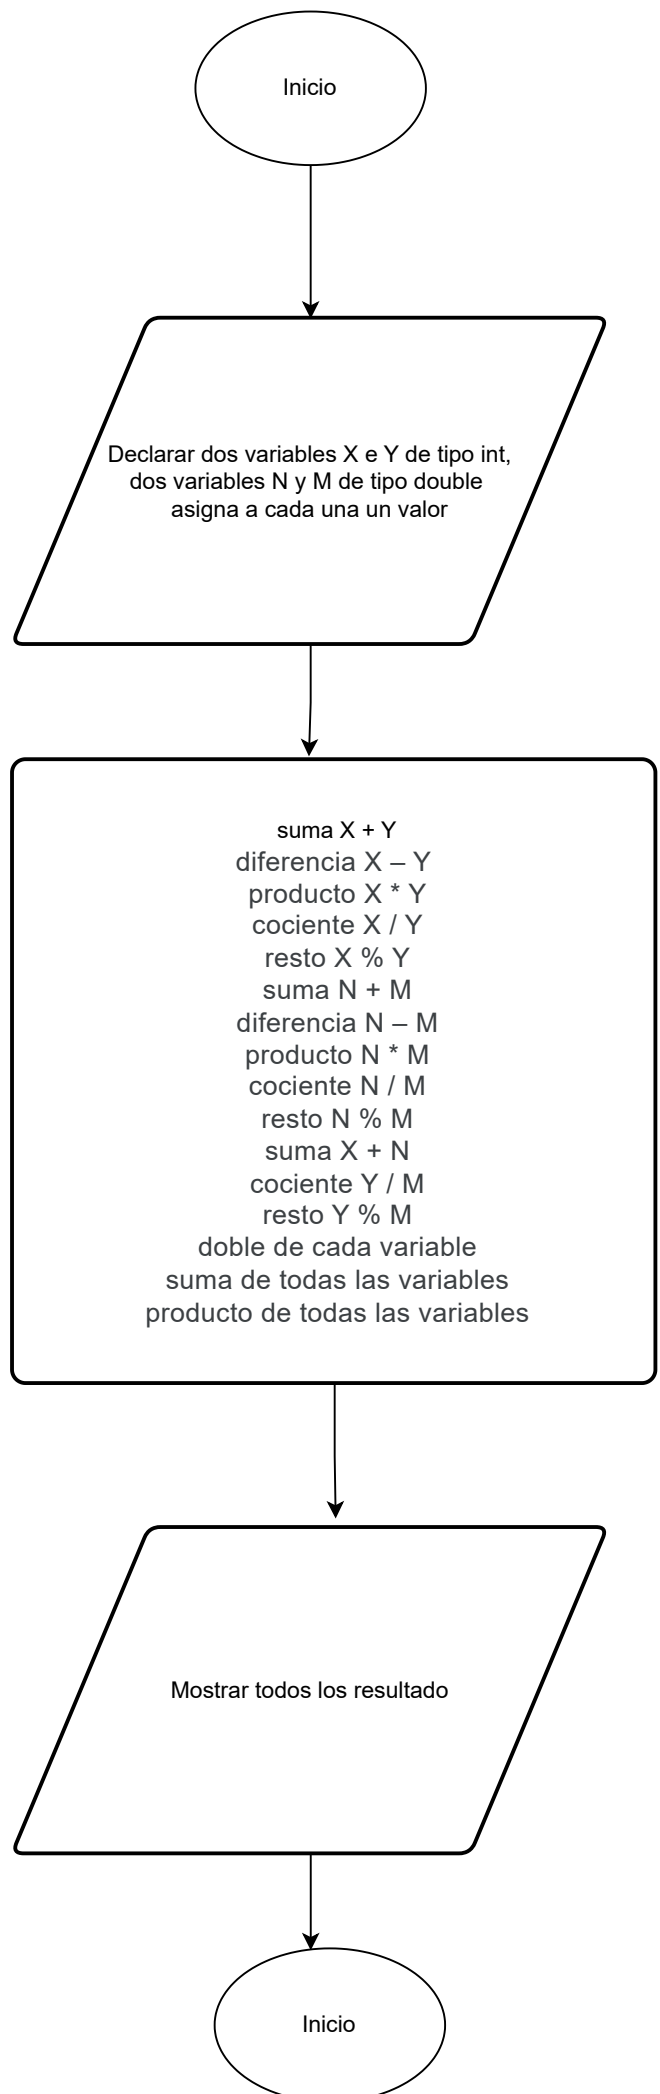 Inicio
Declarar dos variables X e Y de tipo int,
dos variables N y M de tipo double
asigna a cada una un valor
suma X + Y
diferencia X – Y
producto X * Y
cociente X / Y
resto X % Y
suma N + M
diferencia N – M
producto N * M
cociente N / M
resto N % M
suma X + N
cociente Y / M
resto Y % M
doble de cada variable
suma de todas las variables
producto de todas las variables
Mostrar todos los resultado
Inicio